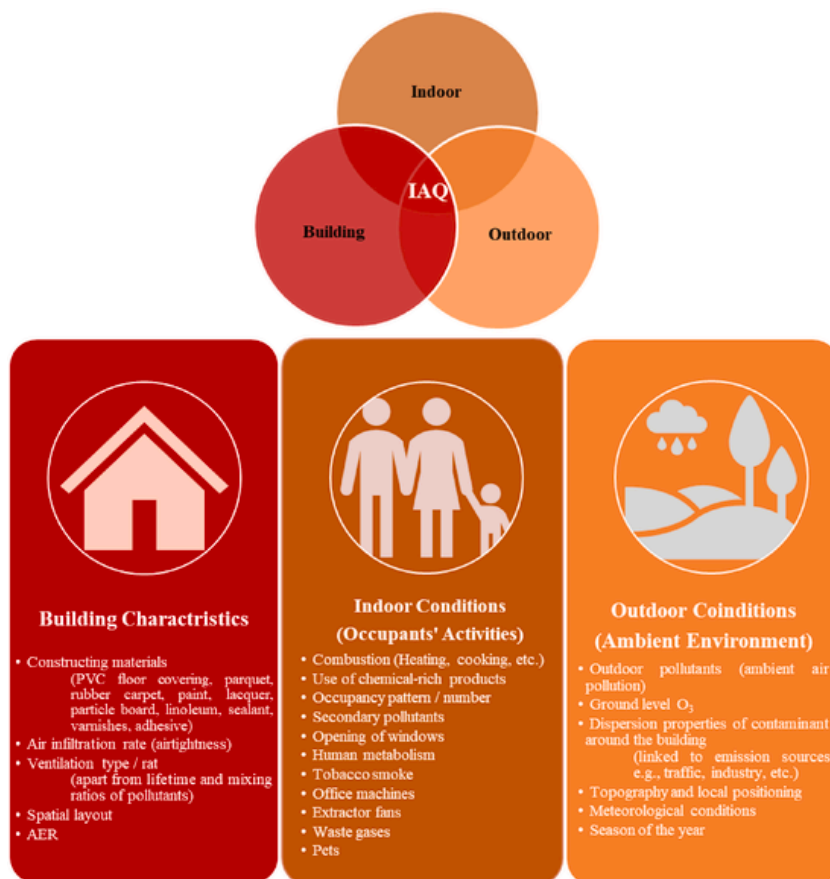 Indoor
IAQ
Building
Outdoor
Building Charactristics
• Constructing materials
(PVC floor covering, parquet,
rubber carpet, paint, lacquer,
particle board, linoleum, sealant,
varnishes, adhesive)
• Air infiltration rate (airtightness)
• Ventilation type / rat
(apart from lifetime and mixing
ratios of pollutants)
• Spatial layout
• AER
Indoor Conditions
(Occupants' Activities)
• Combustion (Heating, cooking, etc.)
• Use of chemical-rich products
• Occupancy pattern / number
• Secondary pollutants
• Opening of windows
• Human metabolism
• Tobacco smoke
• Office machines
• Extractor fans
• Waste gases
• Pets
Outdoor Coinditions
(Ambient Environment)
• Outdoor pollutants (ambient air
pollution)
• Ground level O₃
• Dispersion properties of contaminant
around the building
(linked to emission sources
e.g., traffic, industry, etc.)
• Topography and local positioning
• Meteorological conditions
• Season of the year